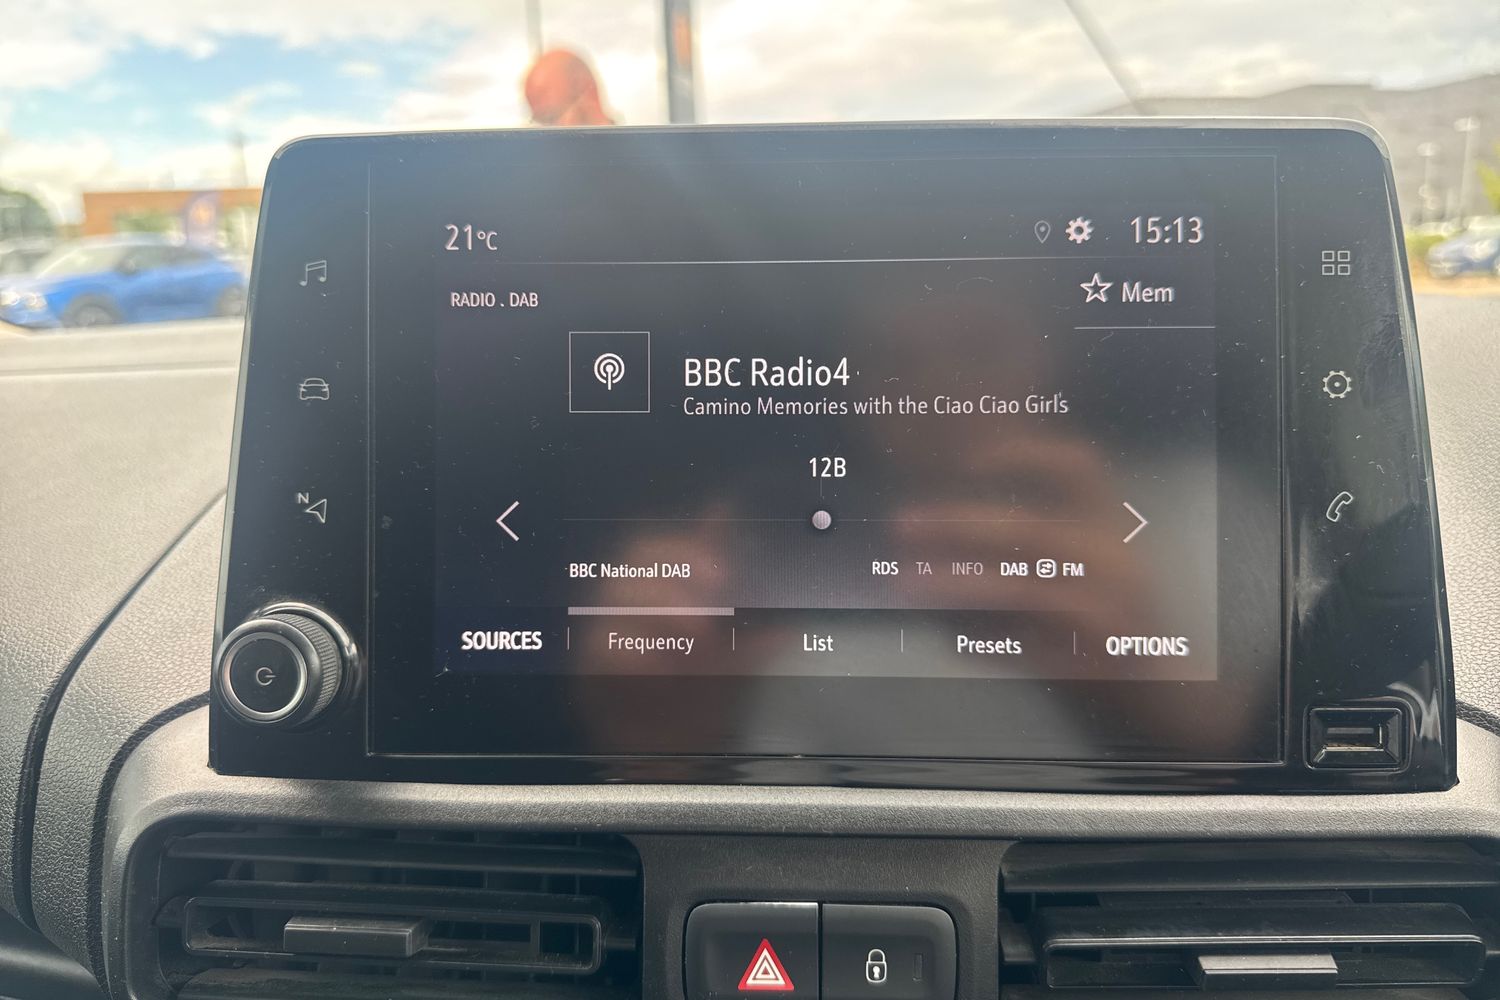 21°C
15:13
RADIO . DAB
Mem
BBC Radio4
Camino Memories with the Ciao Ciao Girls
12B
BBC National DAB
RDS TA INFO DAB FM
SOURCES Frequency List Presets OPTIONS
N